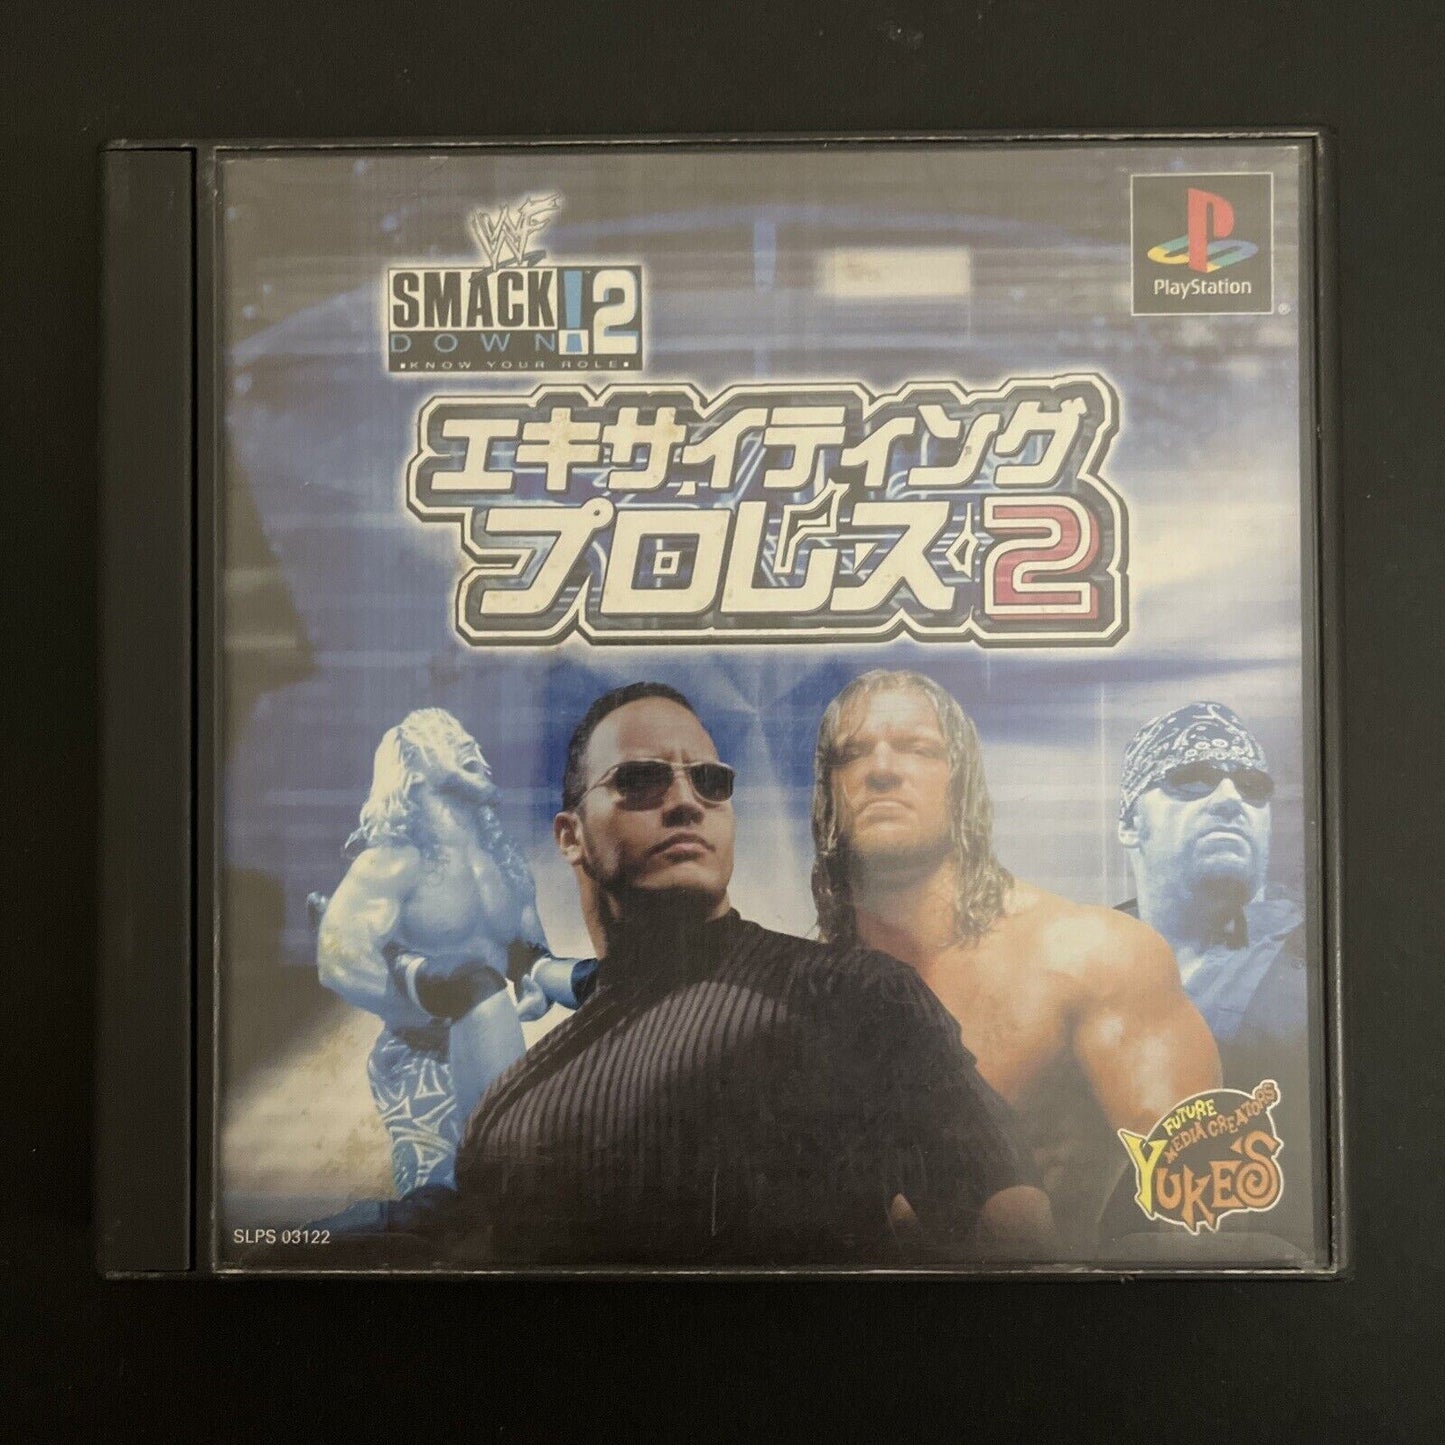 WF
SMACK!2
DOWN
KNOW YOUR ROLE
PlayStation
®
エキサイティング
プロレス2
FUTURE
MEDIA CREATORS
YUKE'S
SLPS 03122